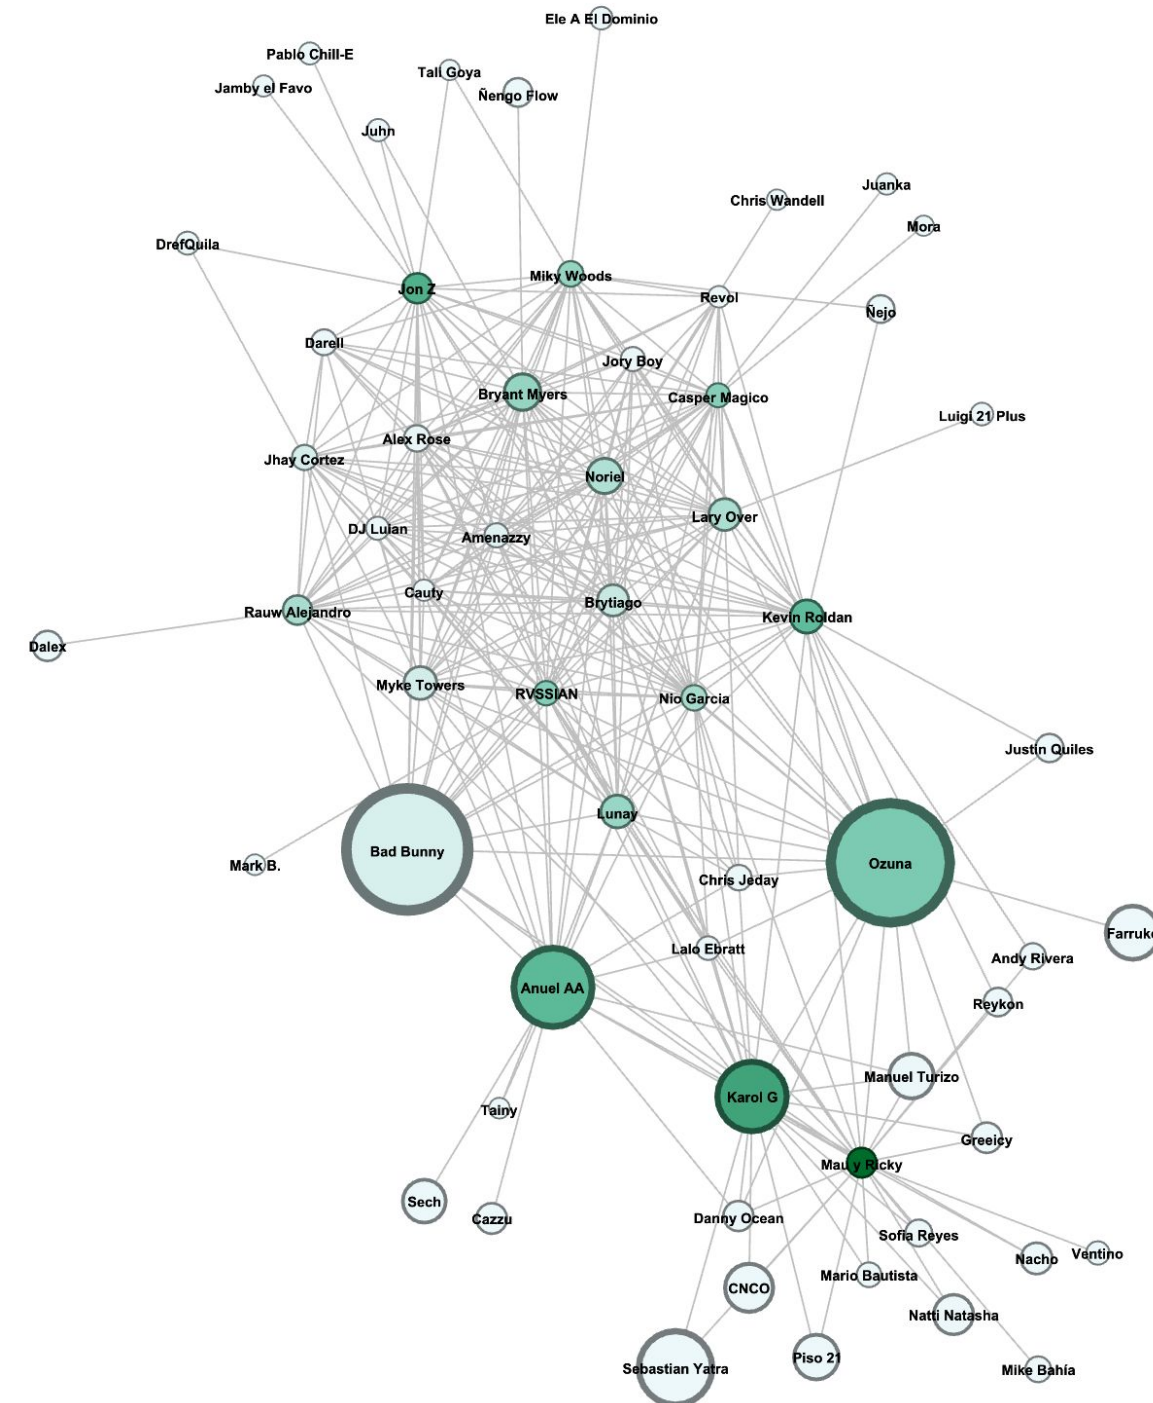 Ele A El Dominio
Pablo Chill-E
Tali Goya
Jamby el Favo
Ñengo Flow
Juhn
Juanka
Chris Wandell
Mora
DrefQuila
Miky Woods
Jon Z
Revol
Ñejo
Darell
Jory Boy
Bryant Myers
Casper Magico
Luigi 21 Plus
Alex Rose
Jhay Cortez
Noriel
Lary Over
DJ Luian
Amenazzy
Cauty
Brytiago
Rauw Alejandro
Kevin Roldan
Dalex
Myke Towers
RVSSIAN
Nio Garcia
Justin Quiles
Lunay
Bad Bunny
Ozuna
Mark B.
Chris Jeday
Farruko
Lalo Ebratt
Andy Rivera
Anuel AA
Reykon
Manuel Turizo
Karol G
Tainy
Greeicy
Mau y Ricky
Sech
Cazzu
Danny Ocean
Sofia Reyes
Nacho
Ventino
Mario Bautista
CNCO
Natti Natasha
Piso 21
Sebastian Yatra
Mike Bahía